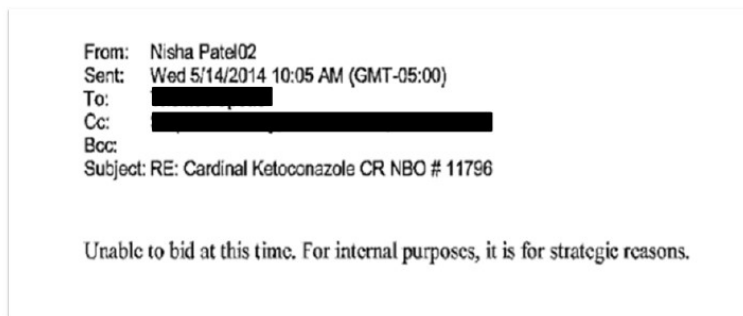 From: Nisha Patel02
Sent: Wed 5/14/2014 10:05 AM (GMT-05:00)
To:
Cc:
Bcc:
Subject: RE: Cardinal Ketoconazole CR NBO # 11796
Unable to bid at this time. For internal purposes, it is for strategic reasons.